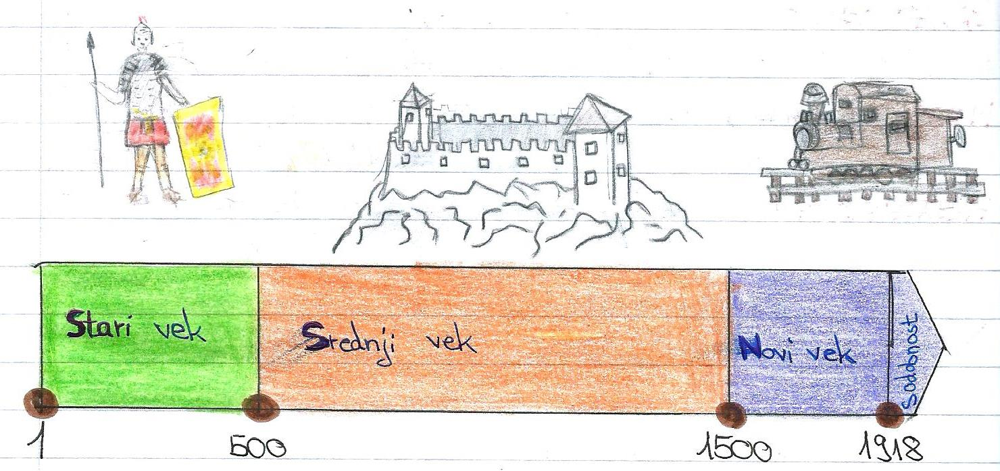 Stari vek
Srednji vek
Novi vek
Sodobnost
1
500
1500
1918